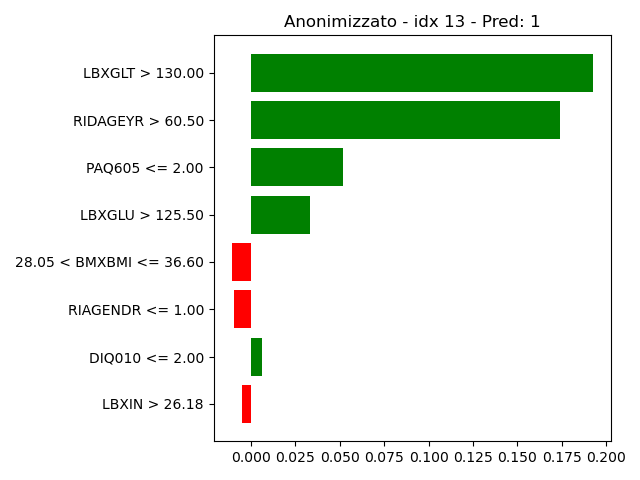 Anonimizzato - idx 13 - Pred: 1
LBXGLT > 130.00
RIDAGEYR > 60.50
PAQ605 <= 2.00
LBXGLU > 125.50
28.05 < BMXBMI <= 36.60
RIAGENDR <= 1.00
DIQ010 <= 2.00
LBXIN > 26.18
0.000 0.025 0.050 0.075 0.100 0.125 0.150 0.175 0.200